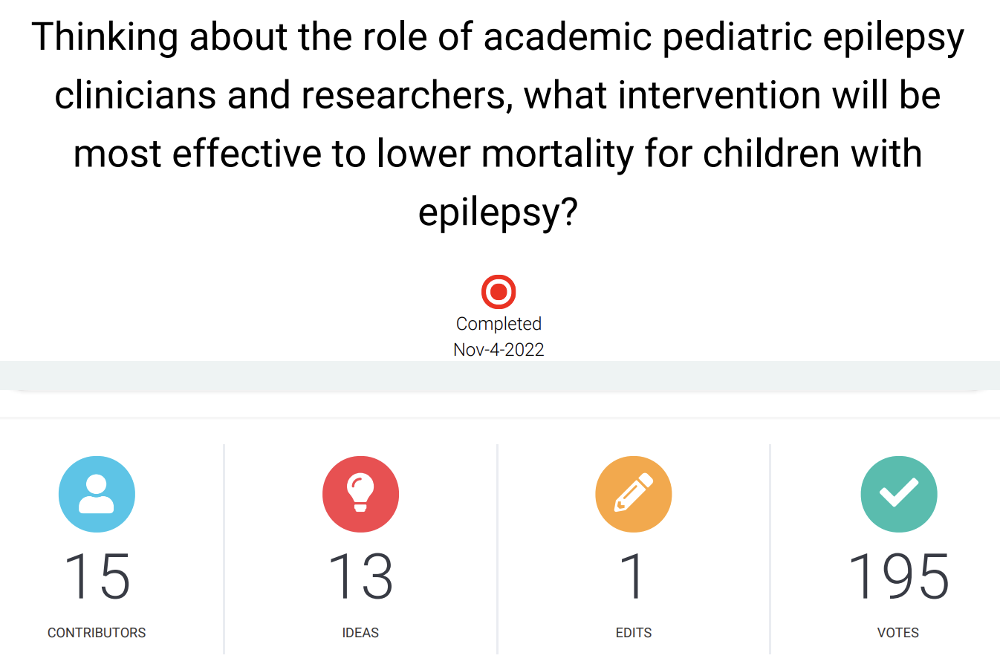 Thinking about the role of academic pediatric epilepsy
clinicians and researchers, what intervention will be
most effective to lower mortality for children with
epilepsy?
Completed
Nov-4-2022
15
CONTRIBUTORS
13
IDEAS
1
EDITS
195
VOTES